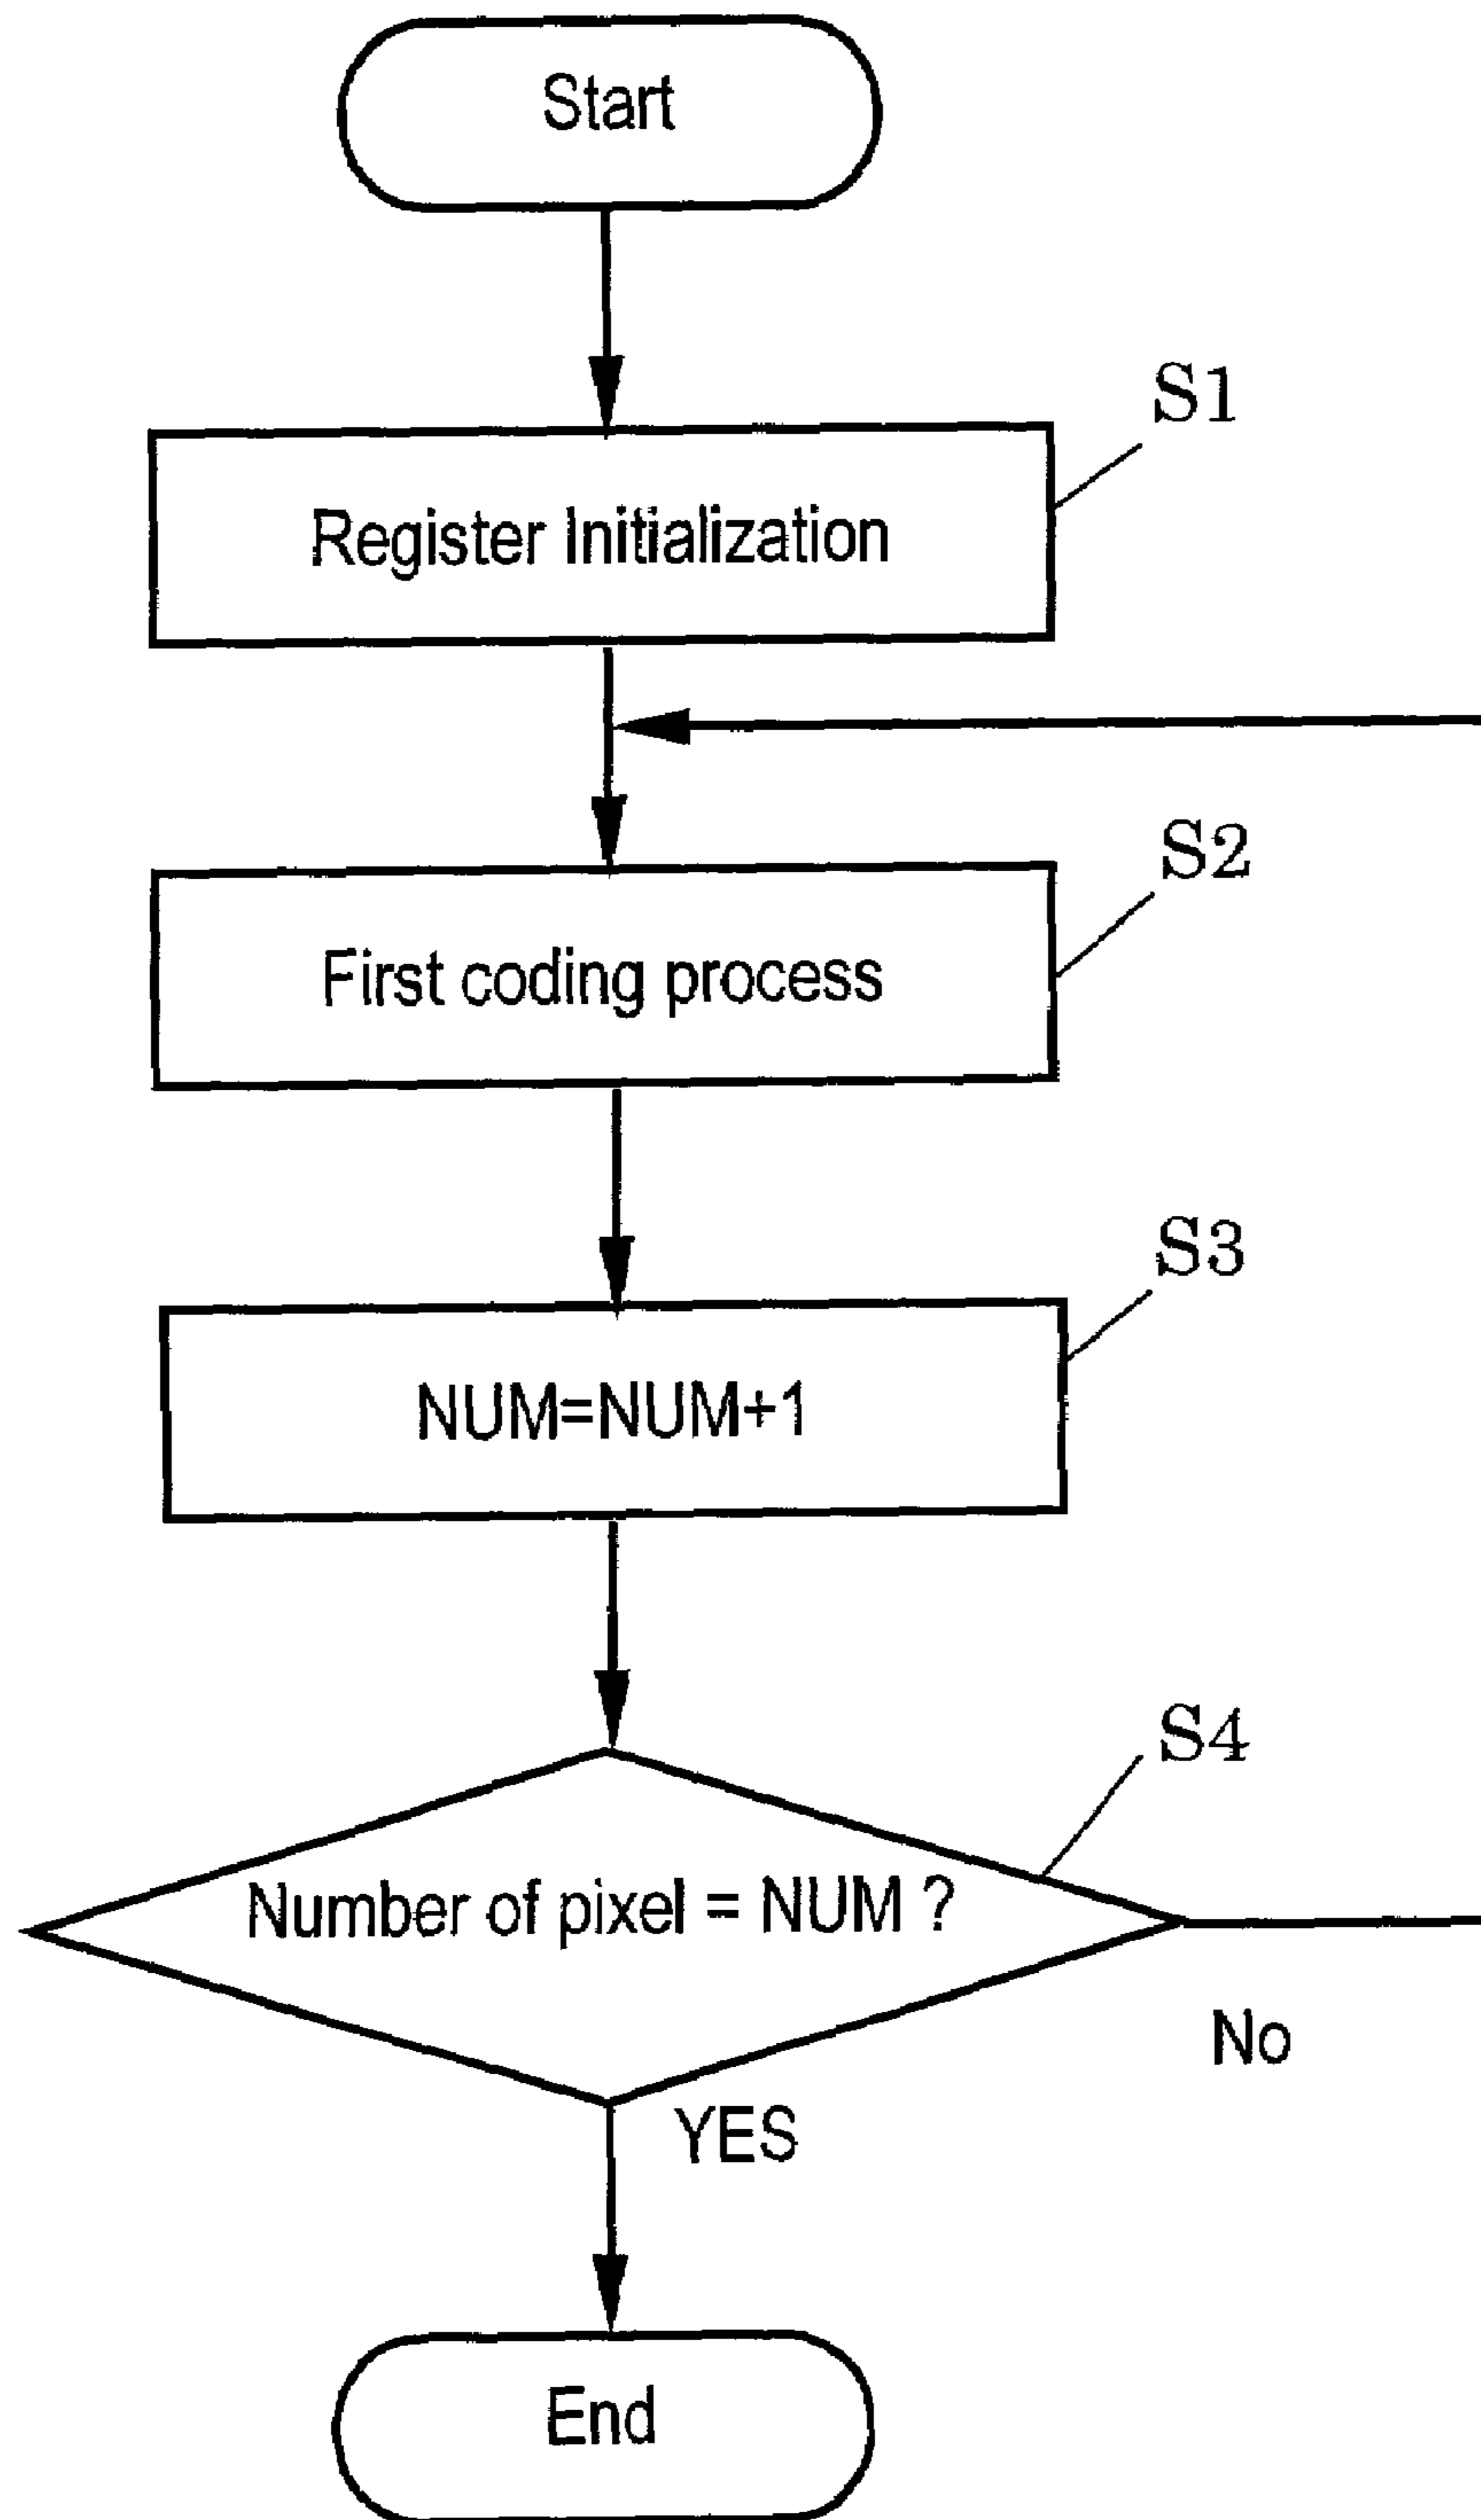 Start
S1
Register Initialization
S2
First coding process
S3
NUM=NUM+1
S4
Number of pixel = NUM ?
No
YES
End